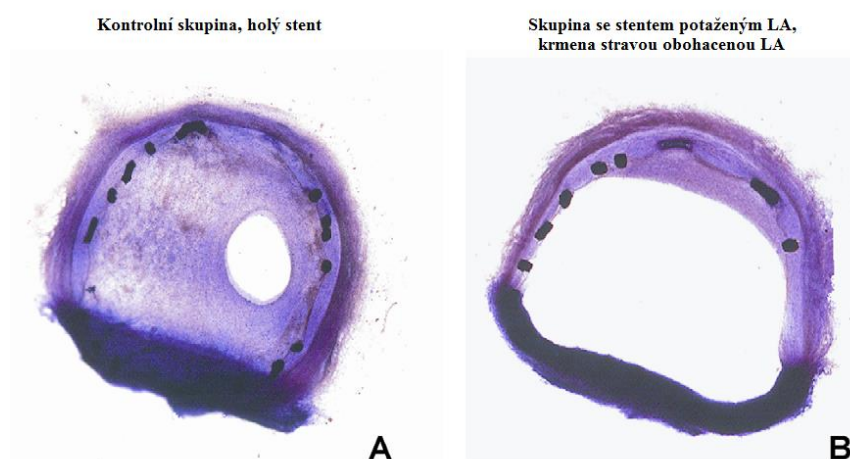 Kontrolní skupina, holý stent
Skupina se stentem potaženým LA,
krmena stravou obohacenou LA
A
B